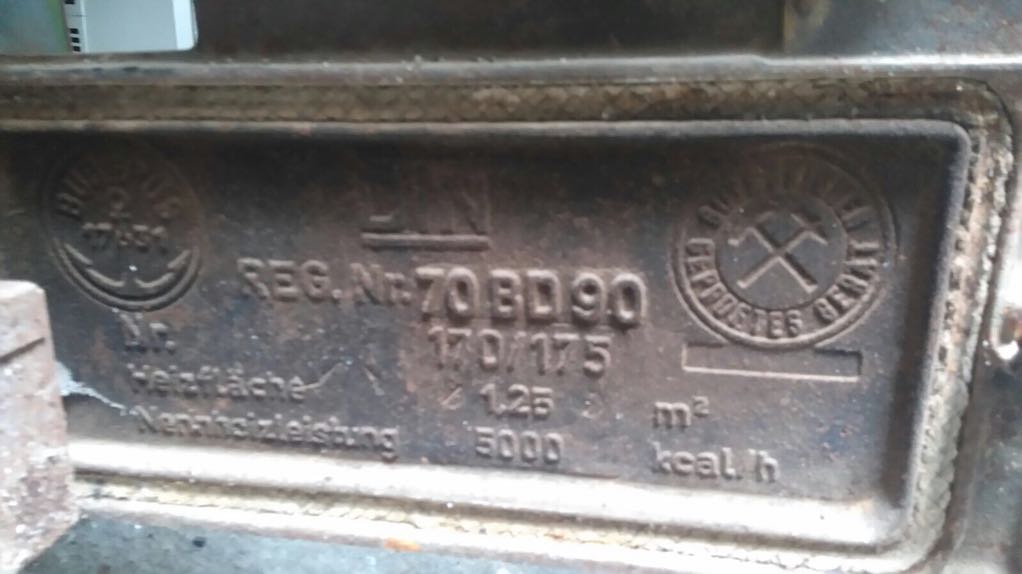 DIN
REG. Nr. 70 BD 90
GEPRÜFTES GERÄT
Nr. 170/175
Heizfläche 1.25 m²
Nennheizleistung 5000 kcal./h